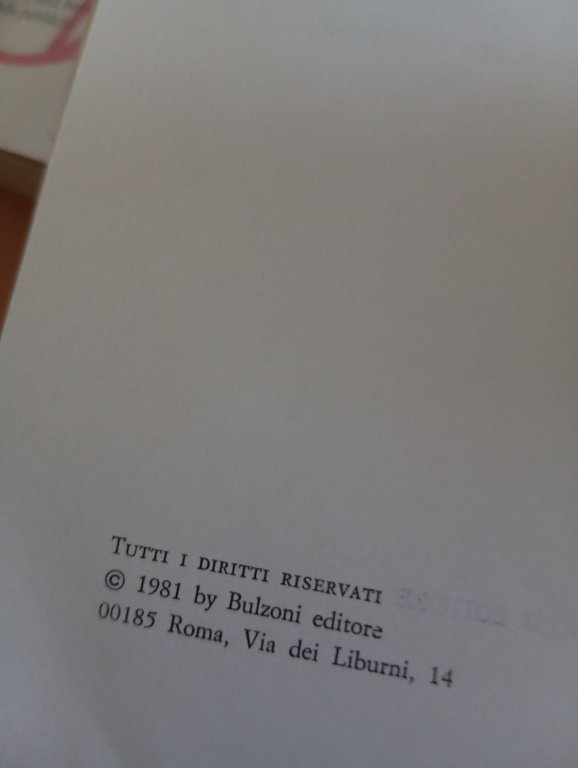 TUTTI I DIRITTI RISERVATI
© 1981 by Bulzoni editore
00185 Roma, Via dei Liburni, 14